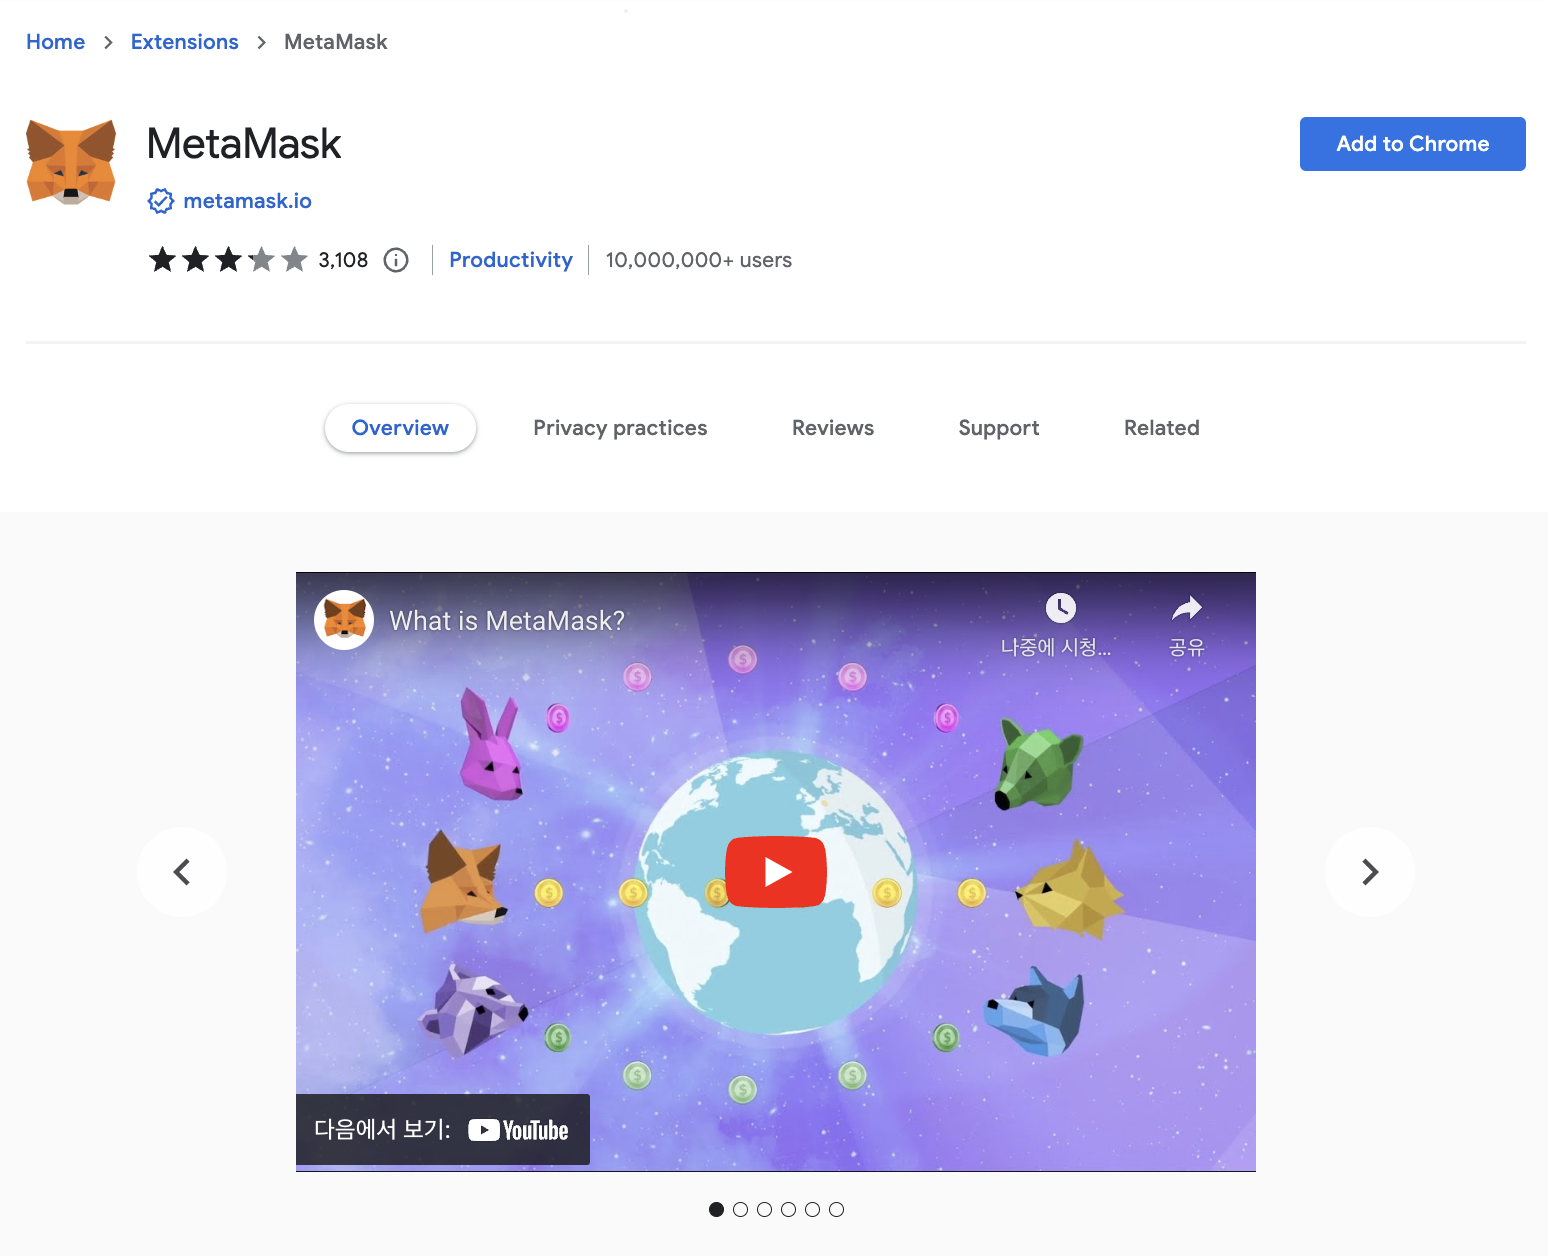 Home > Extensions > MetaMask
MetaMask
Add to Chrome
metamask.io
3,108 | Productivity | 10,000,000+ users
Overview
Privacy practices
Reviews
Support
Related
What is MetaMask?
나중에 시청...
공유
다음에서 보기: YouTube